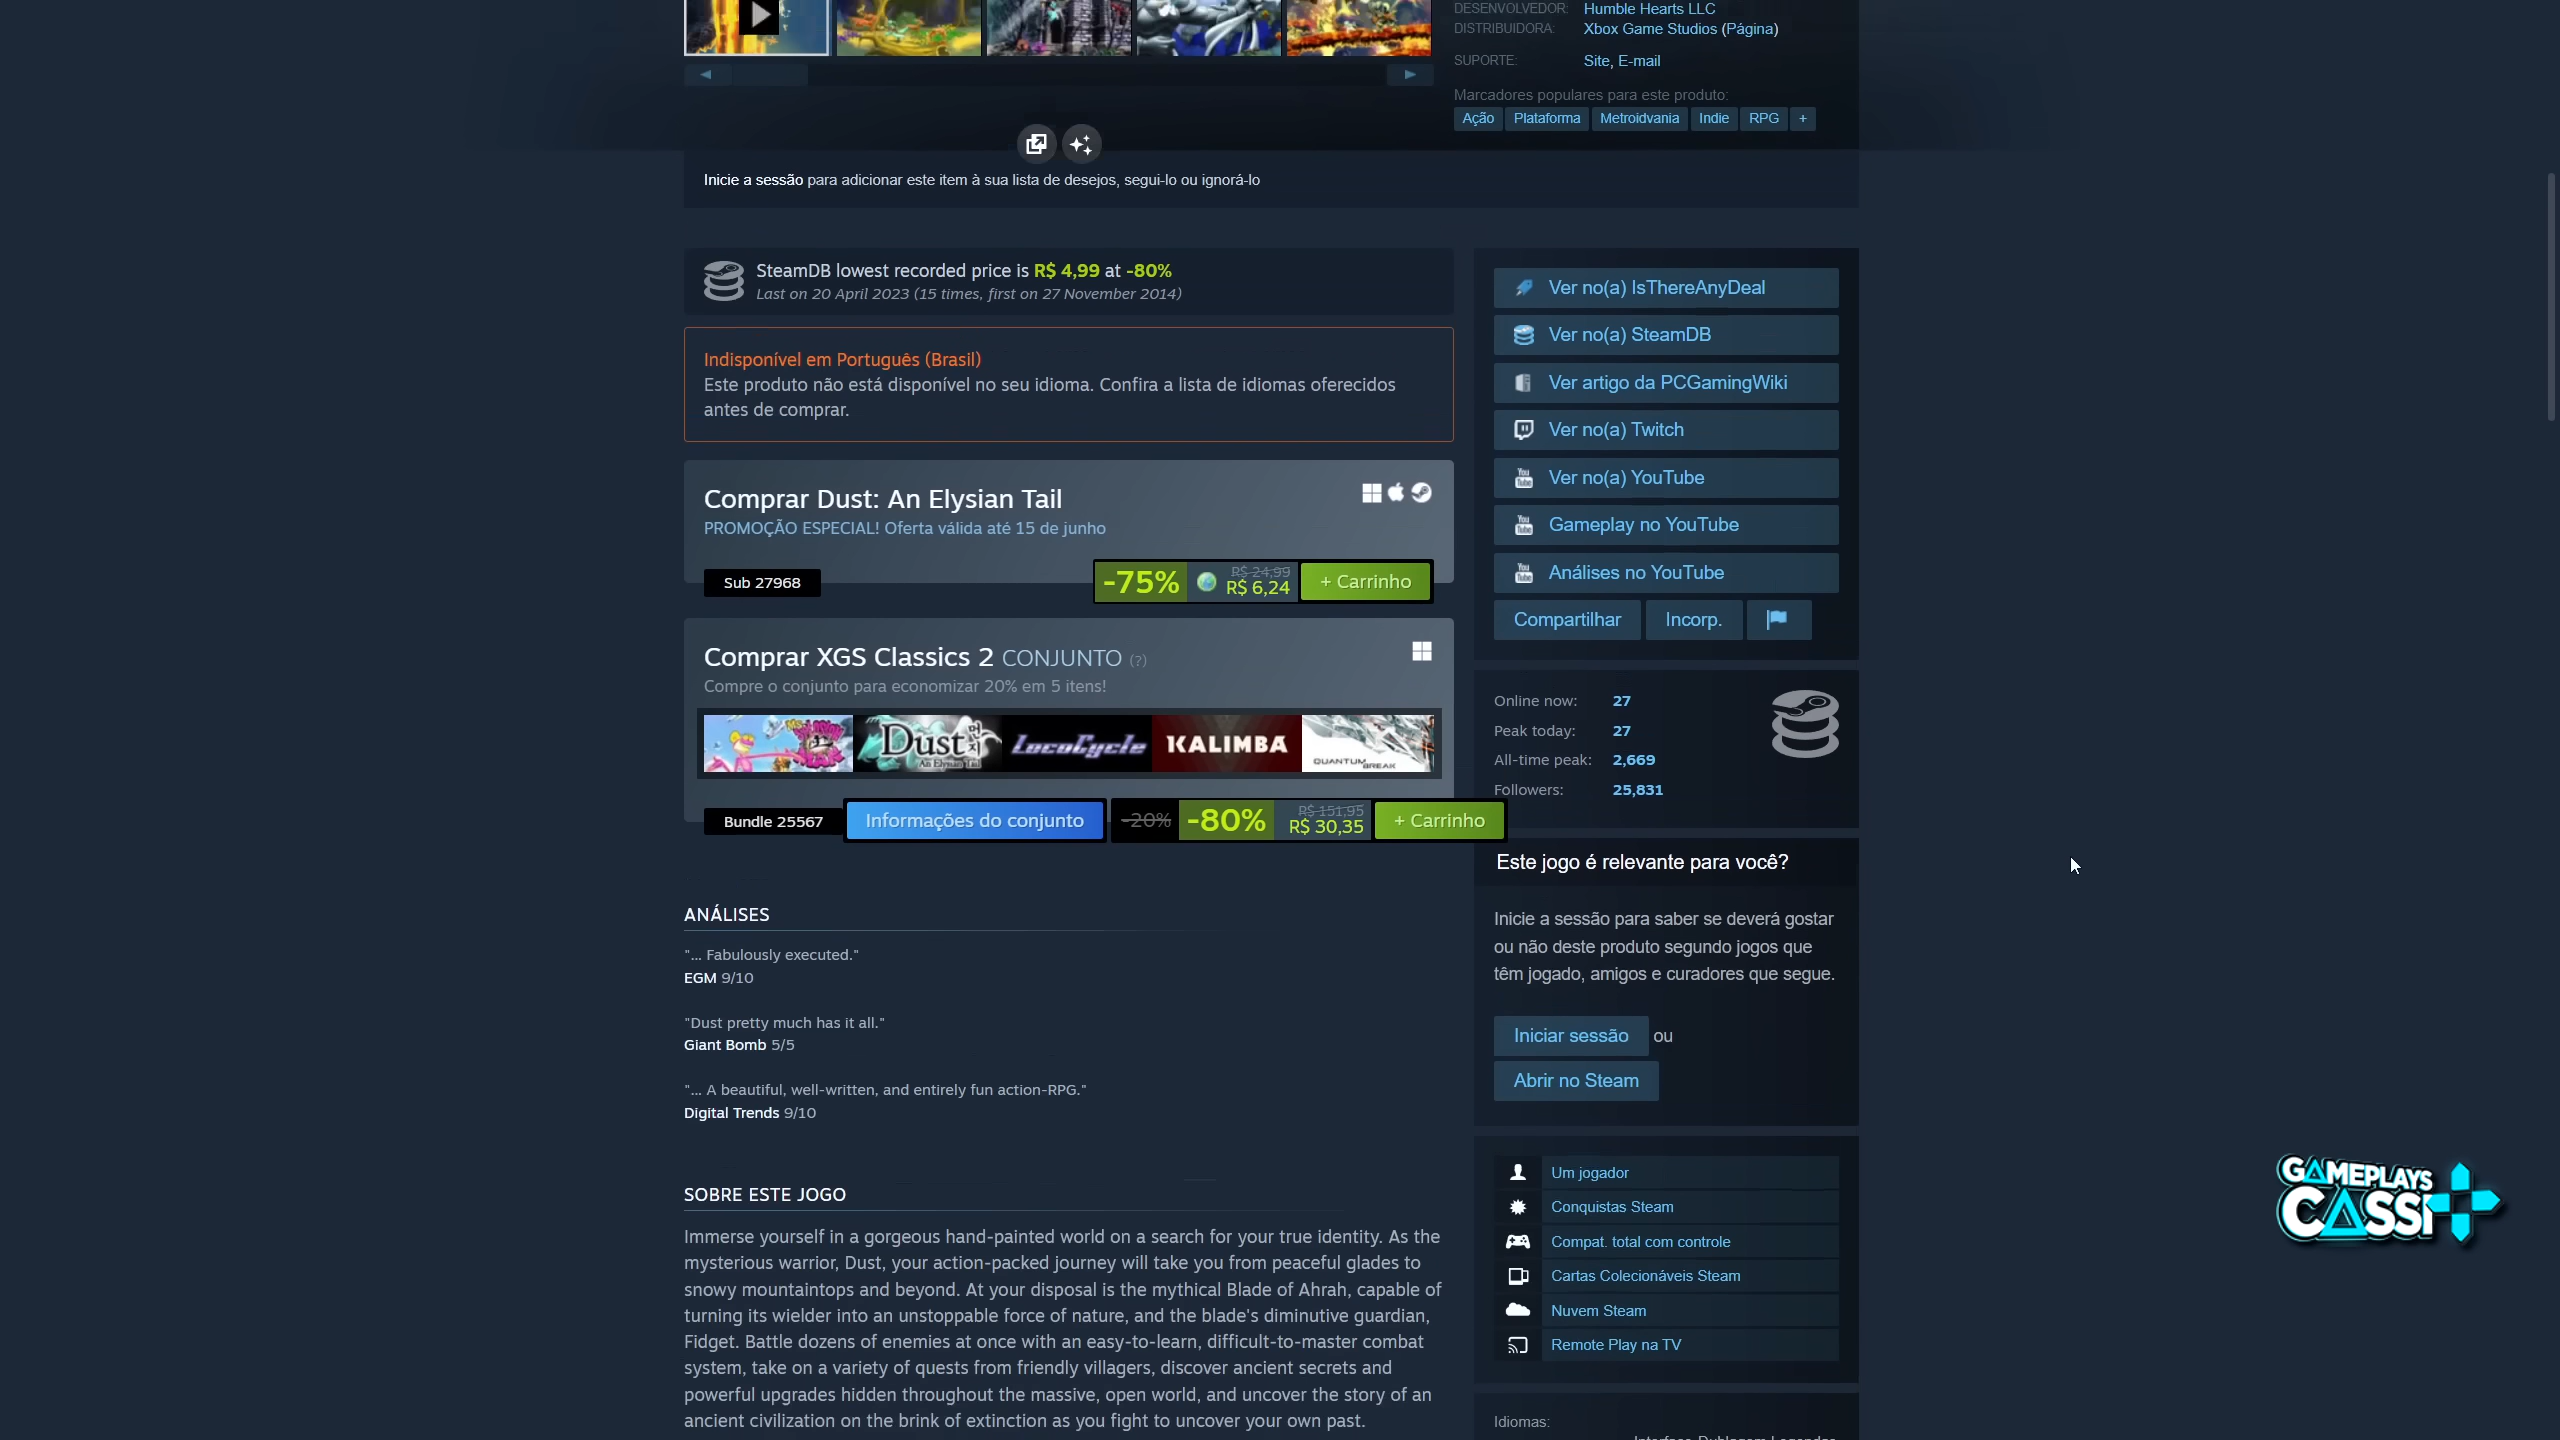 DESENVOLVEDOR: Humble Hearts LLC
DISTRIBUIDORA: Xbox Game Studios (Página)
SUPORTE: Site, E-mail
Marcadores populares para este produto:
Ação Plataforma Metroidvania Indie RPG +
Inicie a sessão para adicionar este item à sua lista de desejos, segui-lo ou ignorá-lo
SteamDB lowest recorded price is R$ 4,99 at -80%
Last on 20 April 2023 (15 times, first on 27 November 2014)
Indisponível em Português (Brasil)
Este produto não está disponível no seu idioma. Confira a lista de idiomas oferecidos
antes de comprar.
Comprar Dust: An Elysian Tail
PROMOÇÃO ESPECIAL! Oferta válida até 15 de junho
Sub 27968
-75% R$ 24,99
R$ 6,24
+ Carrinho
Comprar XGS Classics 2 CONJUNTO (?)
Compre o conjunto para economizar 20% em 5 itens!
Dust
An Elysian Tail
LocoCycle
KALIMBA
QUANTUM BREAK
Bundle 25567
Informações do conjunto
-20% -80% R$ 151,95
R$ 30,35
+ Carrinho
ANÁLISES
"... Fabulously executed."
EGM 9/10
"Dust pretty much has it all."
Giant Bomb 5/5
"... A beautiful, well-written, and entirely fun action-RPG."
Digital Trends 9/10
SOBRE ESTE JOGO
Immerse yourself in a gorgeous hand-painted world on a search for your true identity. As the
mysterious warrior, Dust, your action-packed journey will take you from peaceful glades to
snowy mountaintops and beyond. At your disposal is the mythical Blade of Ahrah, capable of
turning its wielder into an unstoppable force of nature, and the blade's diminutive guardian,
Fidget. Battle dozens of enemies at once with an easy-to-learn, difficult-to-master combat
system, take on a variety of quests from friendly villagers, discover ancient secrets and
powerful upgrades hidden throughout the massive, open world, and uncover the story of an
ancient civilization on the brink of extinction as you fight to uncover your own past.
Ver no(a) IsThereAnyDeal
Ver no(a) SteamDB
Ver artigo da PCGamingWiki
Ver no(a) Twitch
Ver no(a) YouTube
Gameplay no YouTube
Análises no YouTube
Compartilhar Incorp.
Online now: 27
Peak today: 27
All-time peak: 2,669
Followers: 25,831
Este jogo é relevante para você?
Inicie a sessão para saber se deverá gostar
ou não deste produto segundo jogos que
têm jogado, amigos e curadores que segue.
Iniciar sessão ou
Abrir no Steam
Um jogador
Conquistas Steam
Compat. total com controle
Cartas Colecionáveis Steam
Nuvem Steam
Remote Play na TV
Idiomas:
Interface Dublagem Legendas
GAMEPLAYS
CASSI